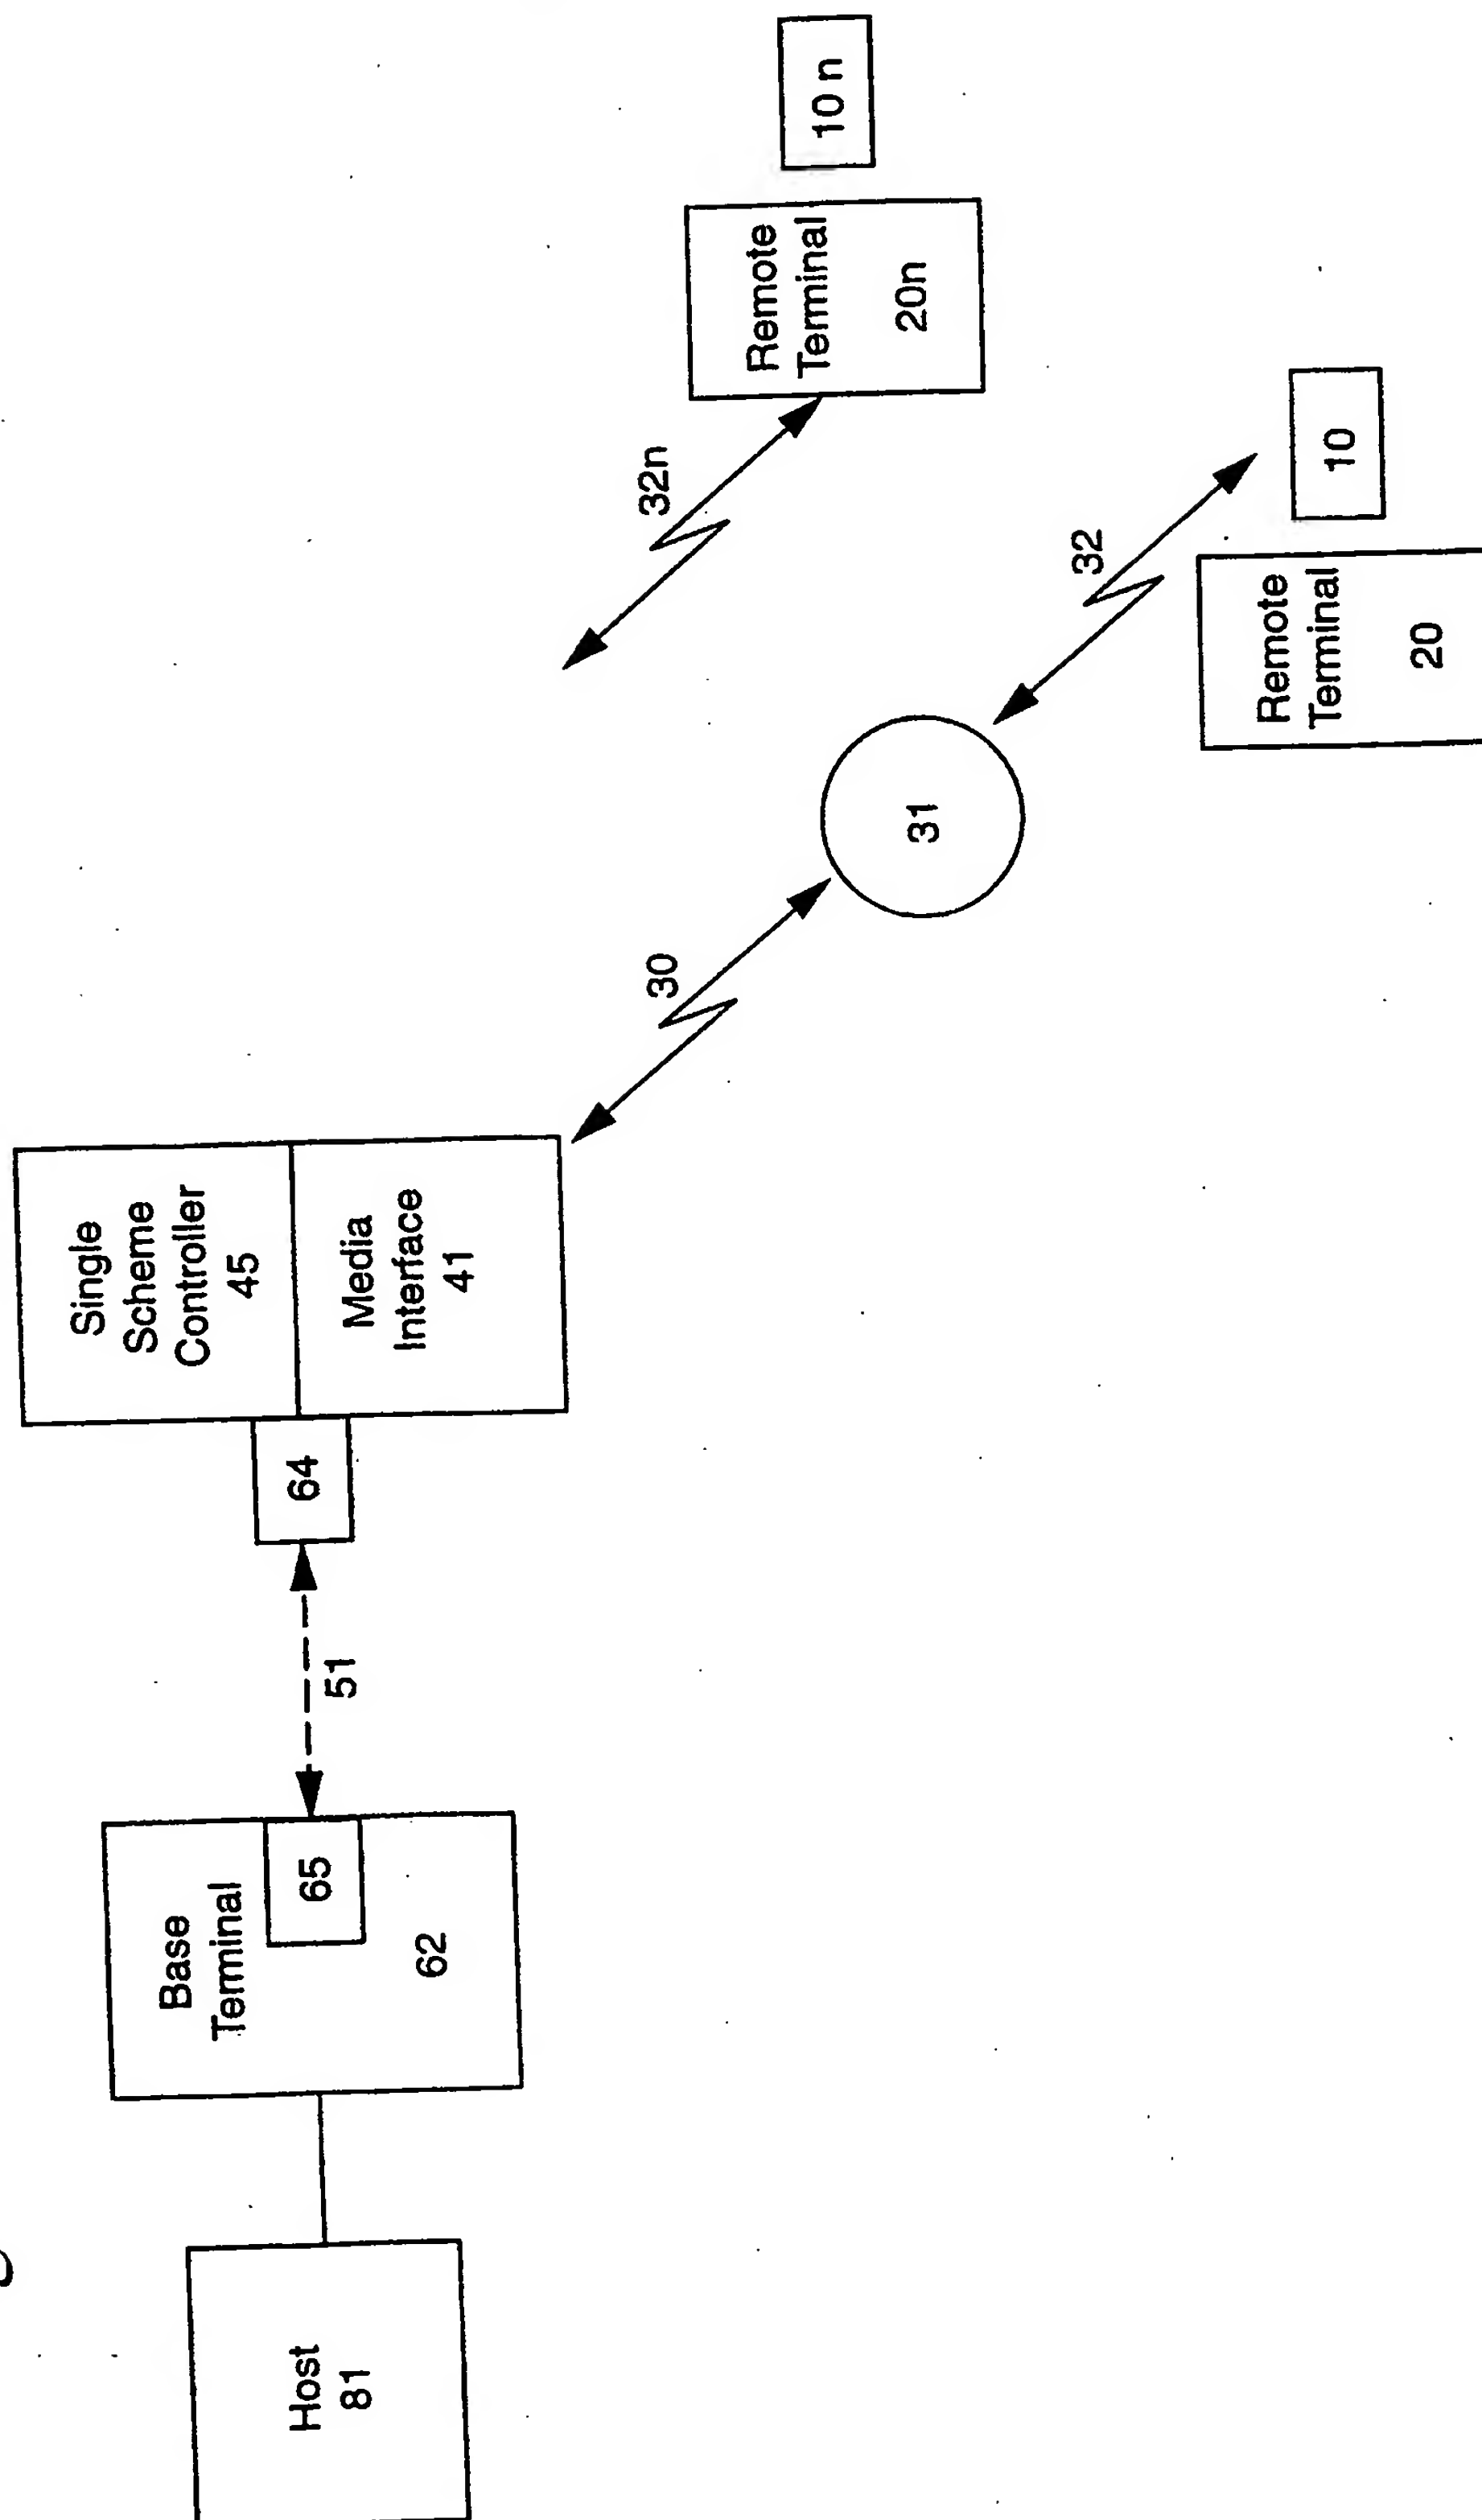 Host
81
Base
Terminal
65
62
51
64
Single
Scheme
Controller
45
Media
Interface
41
30
31
32
32n
Remote
Terminal
20n
10 n
Remote
Terminal
20
10